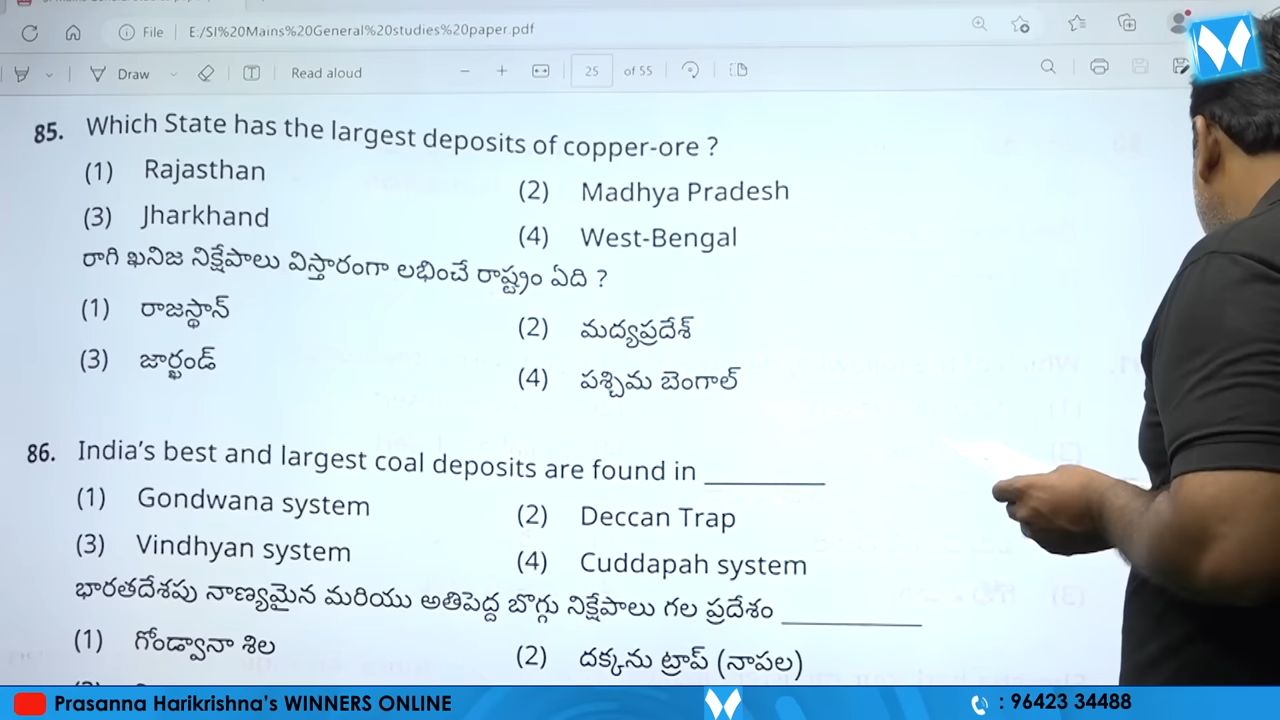 File E:/SI%20Mains%20General%20studies%20paper.pdf
Draw Read aloud 25 of 55
85. Which State has the largest deposits of copper-ore ?
(1) Rajasthan
(2) Madhya Pradesh
(3) Jharkhand
(4) West-Bengal
రాగి ఖనిజ నిక్షేపాలు విస్తారంగా లభించే రాష్ట్రం ఏది ?
(1) రాజస్థాన్
(2) మద్యప్రదేశ్
(3) జార్ఖండ్
(4) పశ్చిమ బెంగాల్
86. India's best and largest coal deposits are found in ________
(1) Gondwana system
(2) Deccan Trap
(3) Vindhyan system
(4) Cuddapah system
భారతదేశపు నాణ్యమైన మరియు అతిపెద్ద బొగ్గు నిక్షేపాలు గల ప్రదేశం ________
(1) గోండ్వానా శిల
(2) దక్కను ట్రాప్ (నాపల)
Prasanna Harikrishna's WINNERS ONLINE : 96423 34488